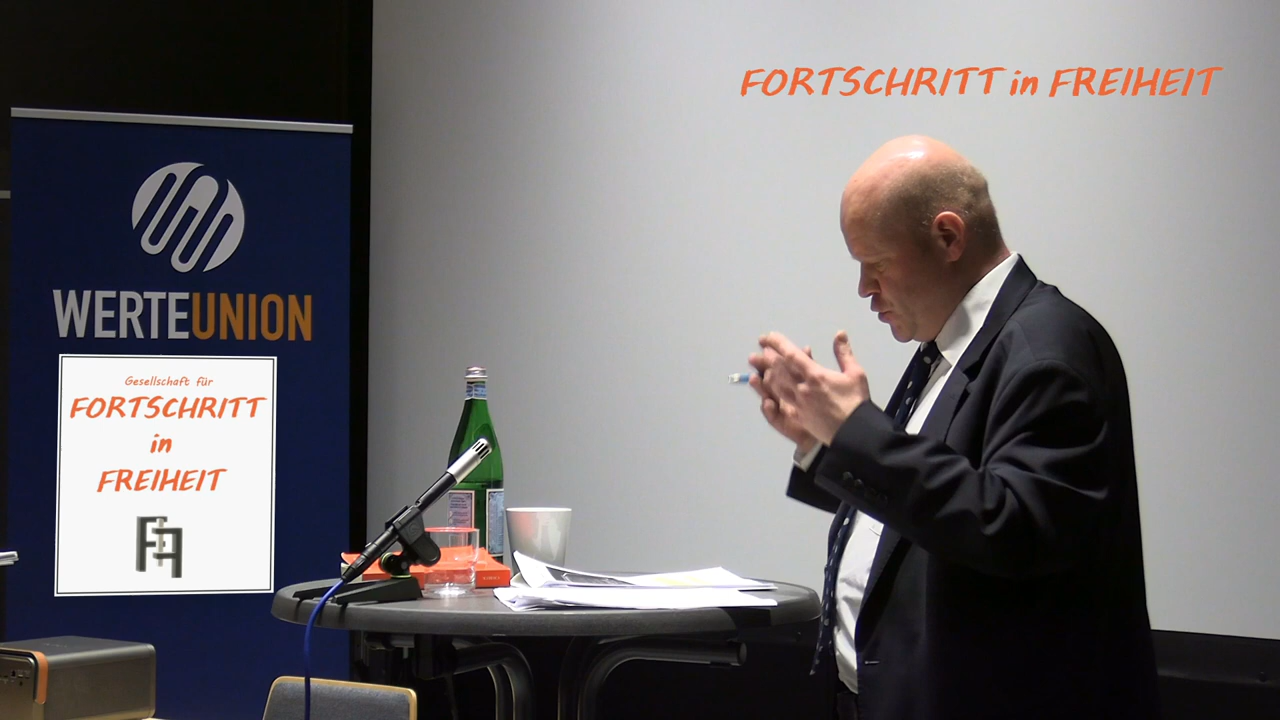 FORTSCHRITT in FREIHEIT
WERTEUNION
Gesellschaft für
FORTSCHRITT
in
FREIHEIT